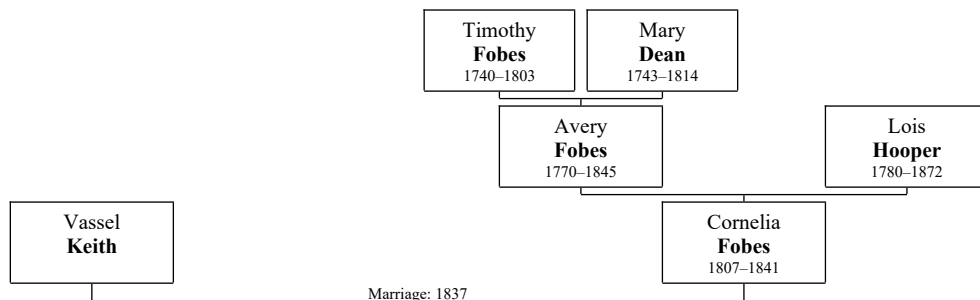 Timothy
Fobes
1740–1803
Mary
Dean
1743–1814
Avery
Fobes
1770–1845
Lois
Hooper
1780–1872
Vassel
Keith
Cornelia
Fobes
1807–1841
Marriage: 1837